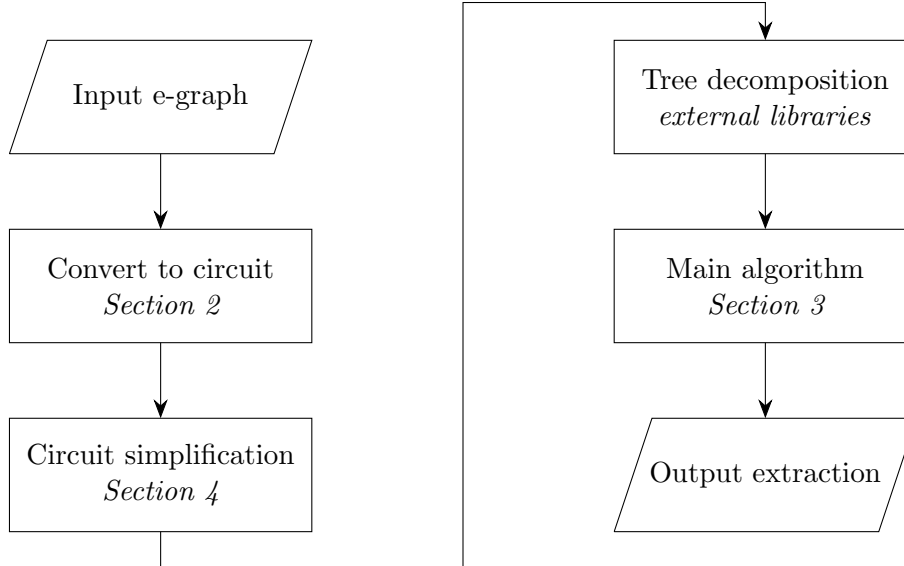 Input e-graph
Convert to circuit
Section 2
Circuit simplification
Section 4
Tree decomposition
external libraries
Main algorithm
Section 3
Output extraction